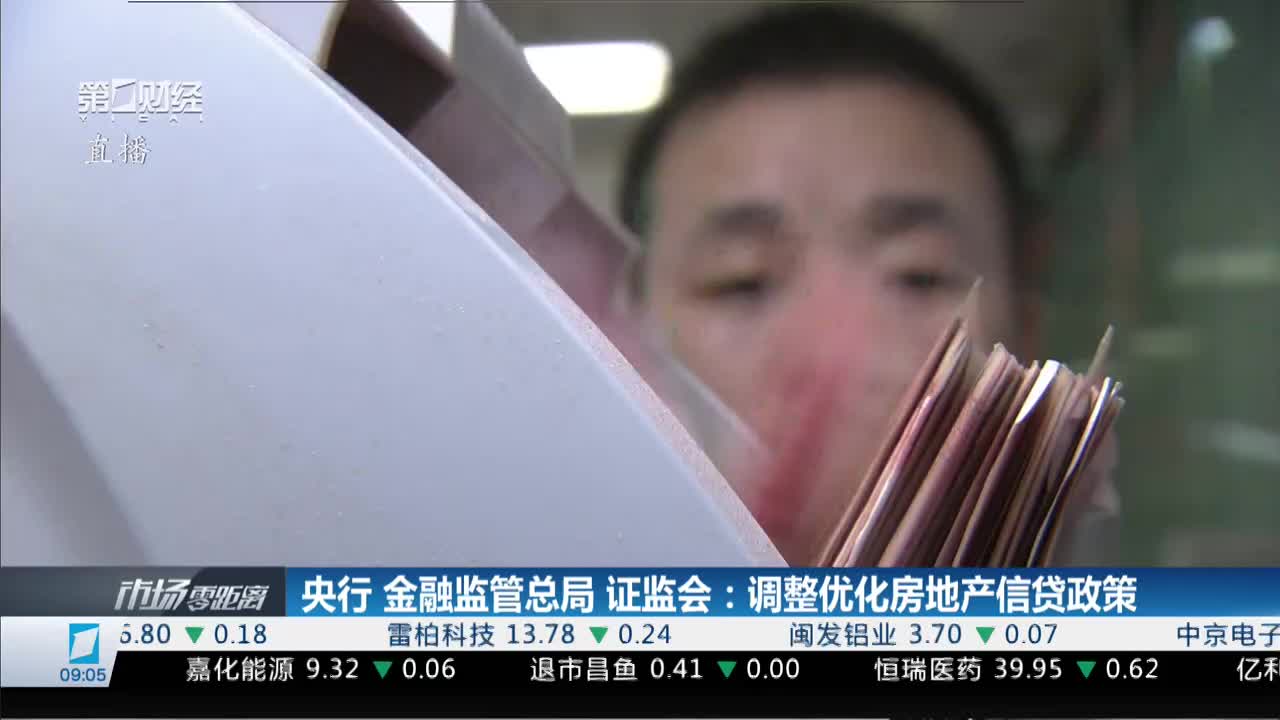 第一财经
YICAI
直播
市场零距离
央行 金融监管总局 证监会：调整优化房地产信贷政策
6.80 ▼ 0.18 雷柏科技 13.78 ▼ 0.24 闽发铝业 3.70 ▼ 0.07 中京电子
09:05
嘉化能源 9.32 ▼ 0.06 退市昌鱼 0.41 ▼ 0.00 恒瑞医药 39.95 ▼ 0.62 亿利